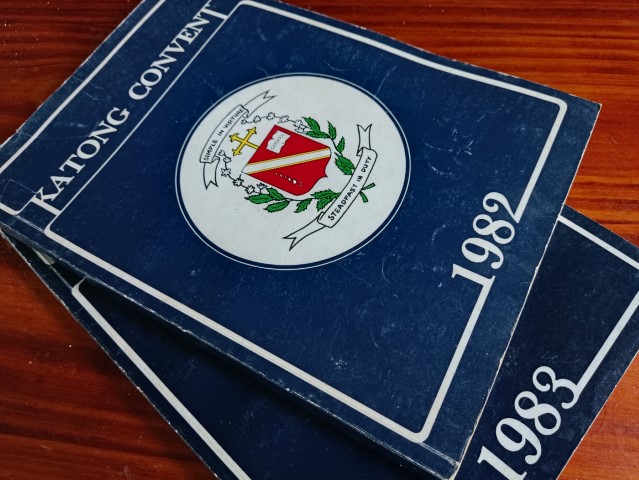 KATONG CONVENT
SIMPLE IN VIRTUE
STEADFAST IN DUTY
1982
1983